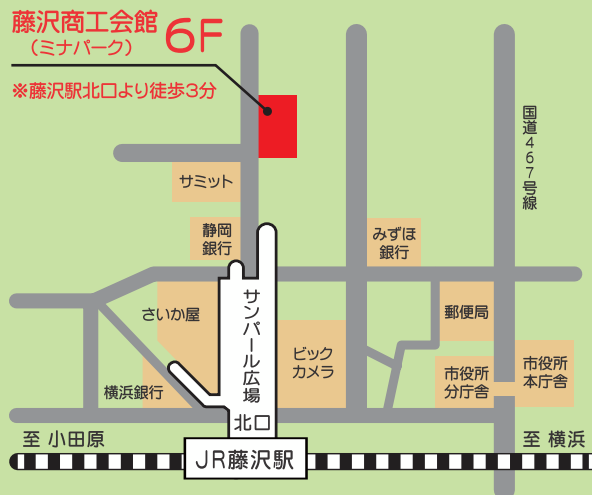 藤沢商工会館
（ミナパーク）
6F
※藤沢駅北口より徒歩3分
国道467号線
サミット
静岡
銀行
みずほ
銀行
さいか屋
サンパール広場
郵便局
ビック
カメラ
市役所
分庁舎
市役所
本庁舎
横浜銀行
北口
至 小田原
至 横浜
JR藤沢駅